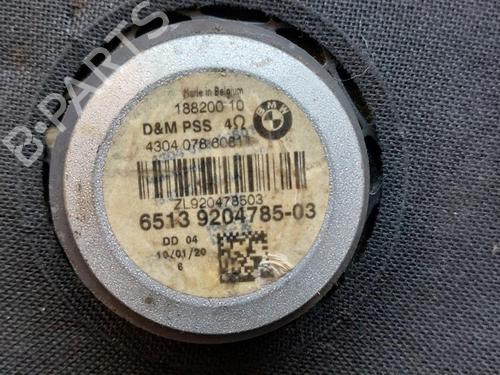 B-PARTS
Made in Belgium
188200 10
BMW
D&M PSS 4Ω
4304 078 80811
ZL920478503
6513 9204785-03
DD 04
10/01/20
6